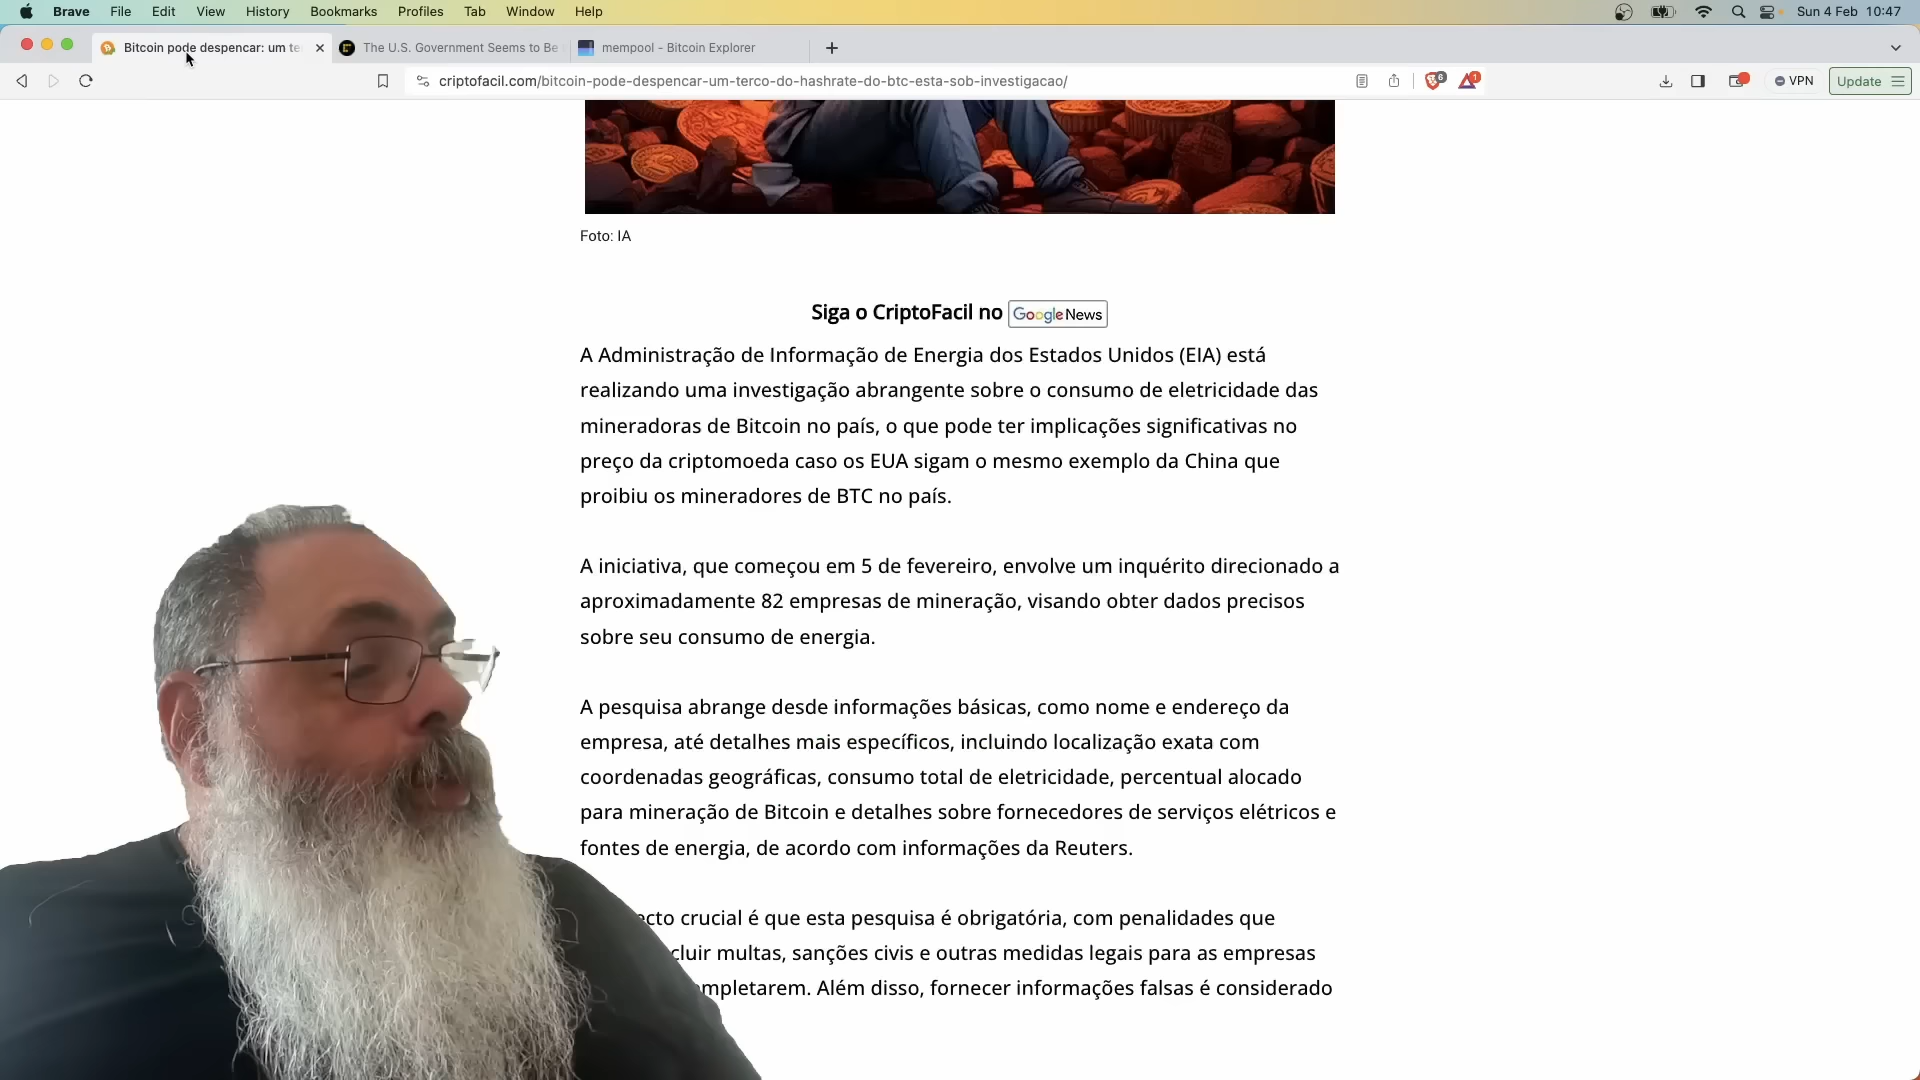 Brave File Edit View History Bookmarks Profiles Tab Window Help Sun 4 Feb 10:47
Bitcoin pode despencar: um te The U.S. Government Seems to Be mempool - Bitcoin Explorer
criptofacil.com/bitcoin-pode-despencar-um-terco-do-hashrate-do-btc-esta-sob-investigacao/ 6 1 VPN Update
Foto: IA
Siga o CriptoFacil no Google News
A Administração de Informação de Energia dos Estados Unidos (EIA) está
realizando uma investigação abrangente sobre o consumo de eletricidade das
mineradoras de Bitcoin no país, o que pode ter implicações significativas no
preço da criptomoeda caso os EUA sigam o mesmo exemplo da China que
proibiu os mineradores de BTC no país.
A iniciativa, que começou em 5 de fevereiro, envolve um inquérito direcionado a
aproximadamente 82 empresas de mineração, visando obter dados precisos
sobre seu consumo de energia.
A pesquisa abrange desde informações básicas, como nome e endereço da
empresa, até detalhes mais específicos, incluindo localização exata com
coordenadas geográficas, consumo total de eletricidade, percentual alocado
para mineração de Bitcoin e detalhes sobre fornecedores de serviços elétricos e
fontes de energia, de acordo com informações da Reuters.
crucial é que esta pesquisa é obrigatória, com penalidades que
multas, sanções civis e outras medidas legais para as empresas
Além disso, fornecer informações falsas é considerado